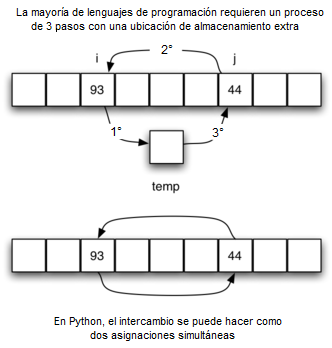 La mayoría de lenguajes de programación requieren un proceso
de 3 pasos con una ubicación de almacenamiento extra
i
2°
j
93
44
1°
3°
temp
93
44
En Python, el intercambio se puede hacer como
dos asignaciones simultáneas